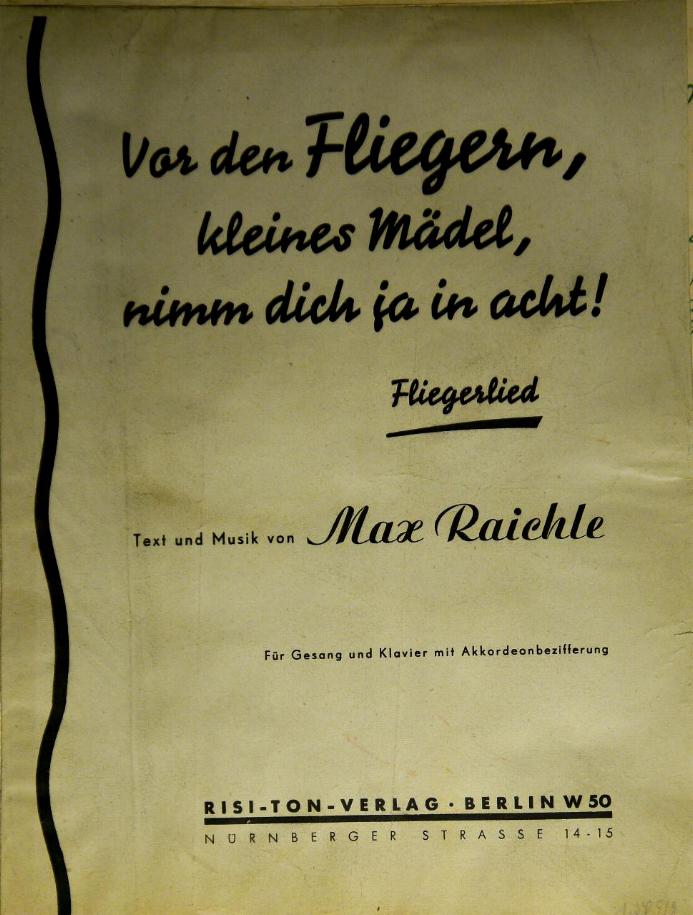 Vor den Fliegern,
kleines Mädel,
nimm dich ja in acht!
Fliegerlied
Text und Musik von Max Raichle
Für Gesang und Klavier mit Akkordeonbezifferung
RISI-TON-VERLAG · BERLIN W 50
NÜRNBERGER STRASSE 14-15